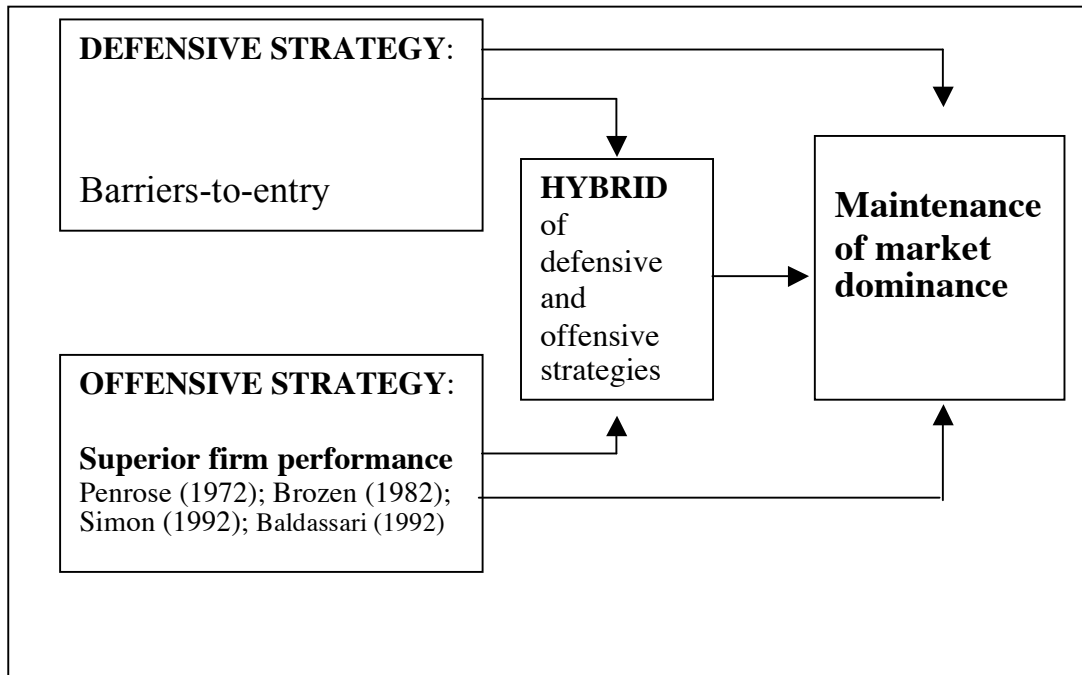 DEFENSIVE STRATEGY:
Barriers-to-entry
HYBRID
of
defensive
and
offensive
strategies
Maintenance
of market
dominance
OFFENSIVE STRATEGY:
Superior firm performance
Penrose (1972); Brozen (1982);
Simon (1992); Baldassari (1992)